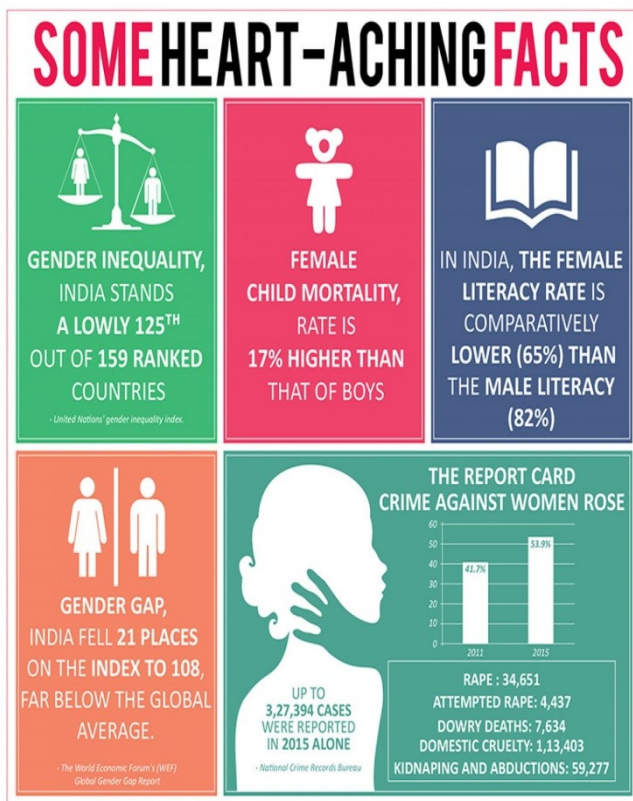 SOME HEART-ACHING FACTS
GENDER INEQUALITY,
INDIA STANDS
A LOWLY 125TH
OUT OF 159 RANKED
COUNTRIES
- United Nations' gender inequality index.
FEMALE
CHILD MORTALITY,
RATE IS
17% HIGHER THAN
THAT OF BOYS
IN INDIA, THE FEMALE
LITERACY RATE IS
COMPARATIVELY
LOWER (65%) THAN
THE MALE LITERACY
(82%)
GENDER GAP,
INDIA FELL 21 PLACES
ON THE INDEX TO 108,
FAR BELOW THE GLOBAL
AVERAGE.
- The World Economic Forum's (WEF)
Global Gender Gap Report
UP TO
3,27,394 CASES
WERE REPORTED
IN 2015 ALONE
- National Crime Records Bureau
THE REPORT CARD
CRIME AGAINST WOMEN ROSE
60
50
40
30
20
10
0
41.7%
53.9%
2011
2015
RAPE : 34,651
ATTEMPTED RAPE: 4,437
DOWRY DEATHS: 7,634
DOMESTIC CRUELTY: 1,13,403
KIDNAPING AND ABDUCTIONS: 59,277